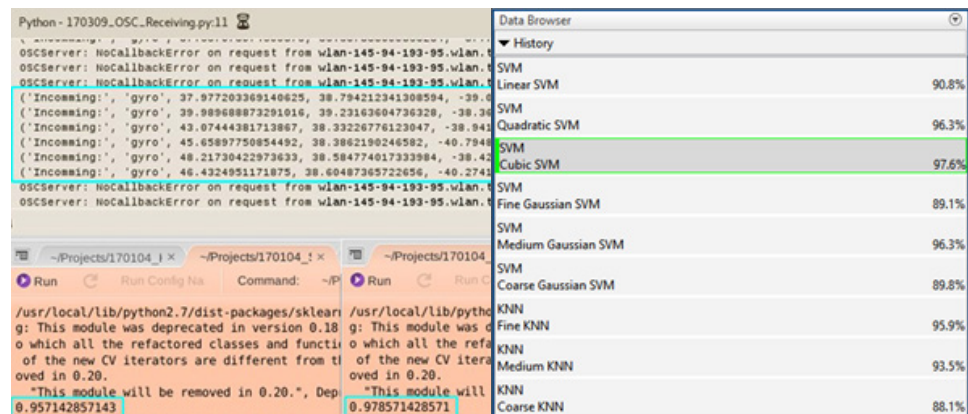 Python - 170309_OSC_Receiving.py:11
OSCServer: NoCallbackError on request from wlan-145-94-193-95.wlan.t
OSCServer: NoCallbackError on request from wlan-145-94-193-95.wlan.t
('Incomming:', 'gyro', 37.977203369140625, 38.794212341308594, -39.0
('Incomming:', 'gyro', 39.989688873291016, 39.23163604736328, -38.36
('Incomming:', 'gyro', 43.07444381713867, 38.33226776123047, -38.941
('Incomming:', 'gyro', 45.65897750854492, 38.3862190246582, -40.7948
('Incomming:', 'gyro', 48.21730422973633, 38.584774017333984, -38.42
('Incomming:', 'gyro', 46.4324951171875, 38.60487365722656, -40.2741
OSCServer: NoCallbackError on request from wlan-145-94-193-95.wlan.t
OSCServer: NoCallbackError on request from wlan-145-94-193-95.wlan.t
~/Projects/170104_I × ~/Projects/170104_! ×
Run Run Config Na Command: ~/P
/usr/local/lib/python2.7/dist-packages/sklearn
g: This module was deprecated in version 0.18
o which all the refactored classes and functi
of the new CV iterators are different from t
oved in 0.20.
"This module will be removed in 0.20.", Dep
0.957142857143
~/Projects/170104_
Run Run C
/usr/local/lib/pytho
g: This module was d
o which all the refa
of the new CV itera
oved in 0.20.
"This module will
0.978571428571
Data Browser
▼ History
SVM
Linear SVM 90.8%
SVM
Quadratic SVM 96.3%
SVM
Cubic SVM 97.6%
SVM
Fine Gaussian SVM 89.1%
SVM
Medium Gaussian SVM 96.3%
SVM
Coarse Gaussian SVM 89.8%
KNN
Fine KNN 95.9%
KNN
Medium KNN 93.5%
KNN
Coarse KNN 88.1%